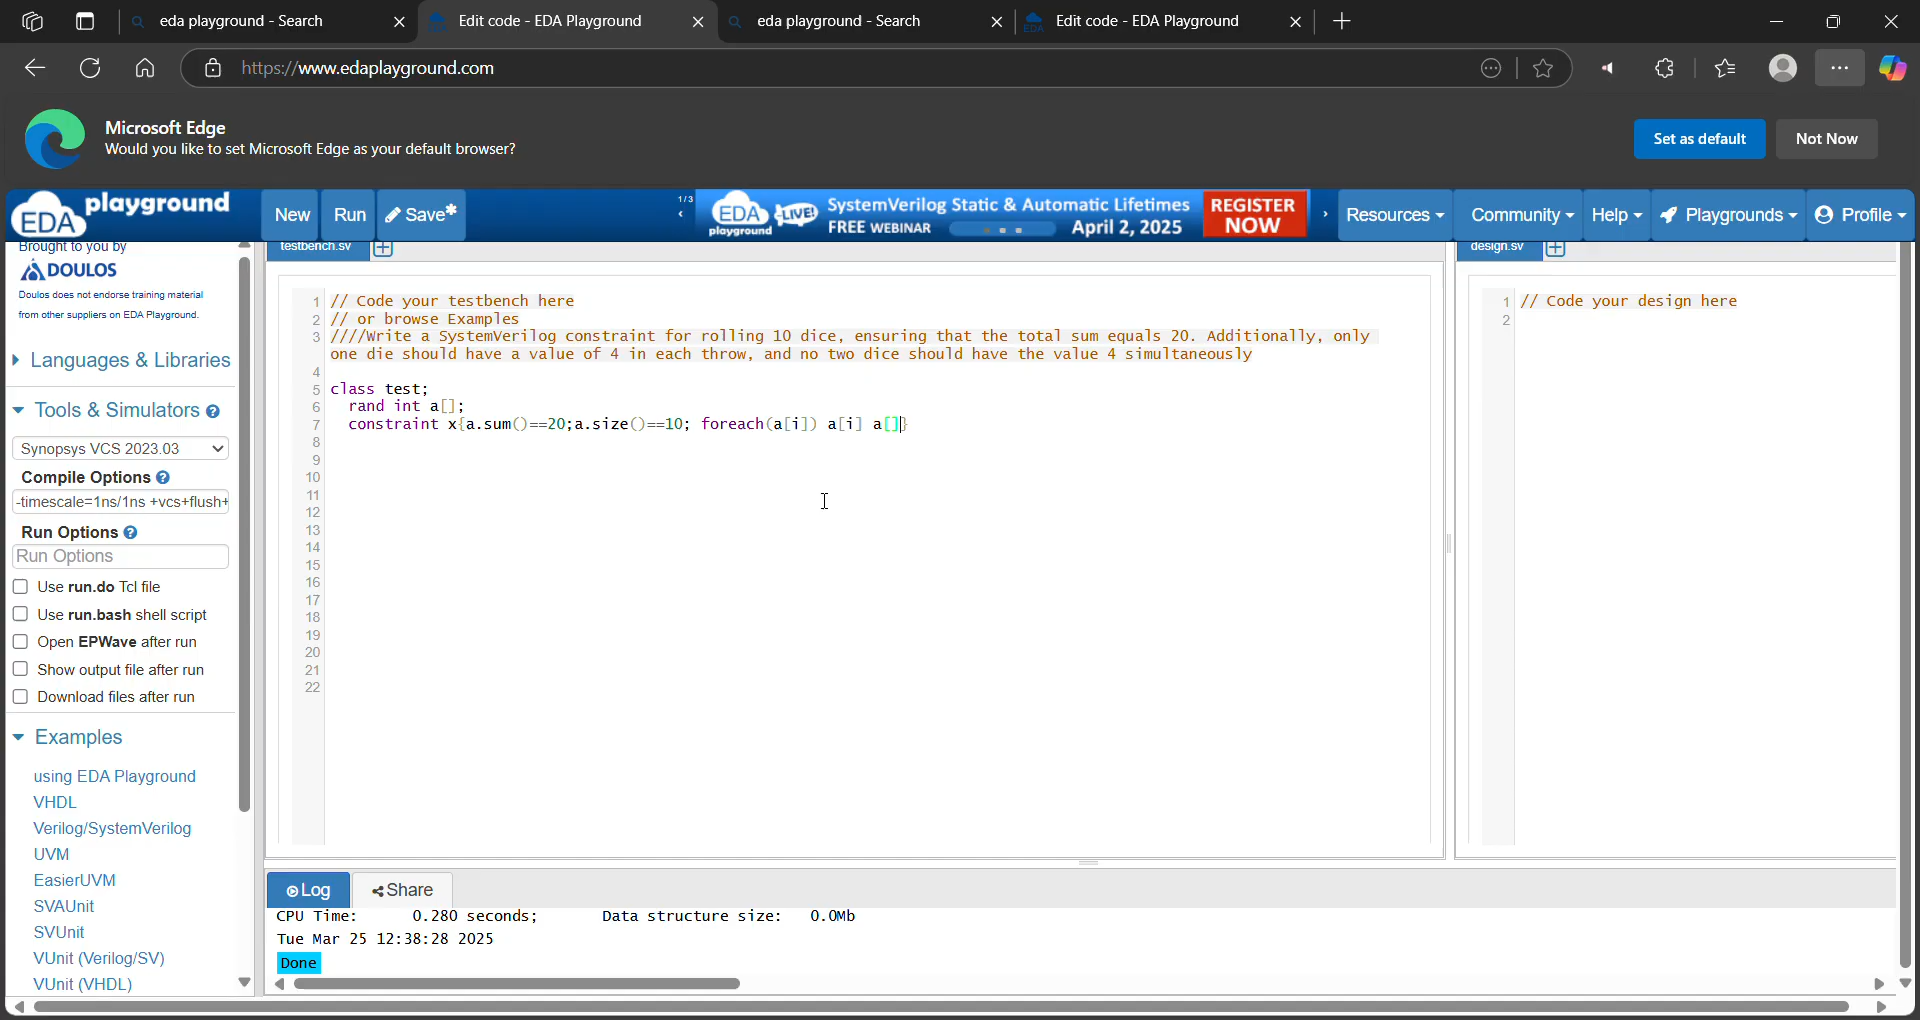 eda playground - Search
Edit code - EDA Playground
eda playground - Search
Edit code - EDA Playground
https://www.edaplayground.com
Microsoft Edge
Would you like to set Microsoft Edge as your default browser?
Set as default
Not Now
EDA playground
New
Run
Save*
1/3
EDA playground LIVE! SystemVerilog Static & Automatic Lifetimes
FREE WEBINAR April 2, 2025
REGISTER NOW
Resources
Community
Help
Playgrounds
Profile
Brought to you by
DOULOS
Doulos does not endorse training material
from other suppliers on EDA Playground.
Languages & Libraries
Tools & Simulators
Synopsys VCS 2023.03
Compile Options
-timescale=1ns/1ns +vcs+flush+
Run Options
Run Options
Use run.do Tcl file
Use run.bash shell script
Open EPWave after run
Show output file after run
Download files after run
Examples
using EDA Playground
VHDL
Verilog/SystemVerilog
UVM
EasierUVM
SVAUnit
SVUnit
VUnit (Verilog/SV)
VUnit (VHDL)
testbench.sv
1 // Code your testbench here
2 // or browse Examples
3 ////Write a SystemVerilog constraint for rolling 10 dice, ensuring that the total sum equals 20. Additionally, only
one die should have a value of 4 in each throw, and no two dice should have the value 4 simultaneously
4
5 class test;
6 rand int a[];
7 constraint x{a.sum()==20;a.size()==10; foreach(a[i]) a[i] a[]}
8
9
10
11
12
13
14
15
16
17
18
19
20
21
22
design.sv
1 // Code your design here
2
Log
Share
CPU Time: 0.280 seconds; Data structure size: 0.0Mb
Tue Mar 25 12:38:28 2025
Done